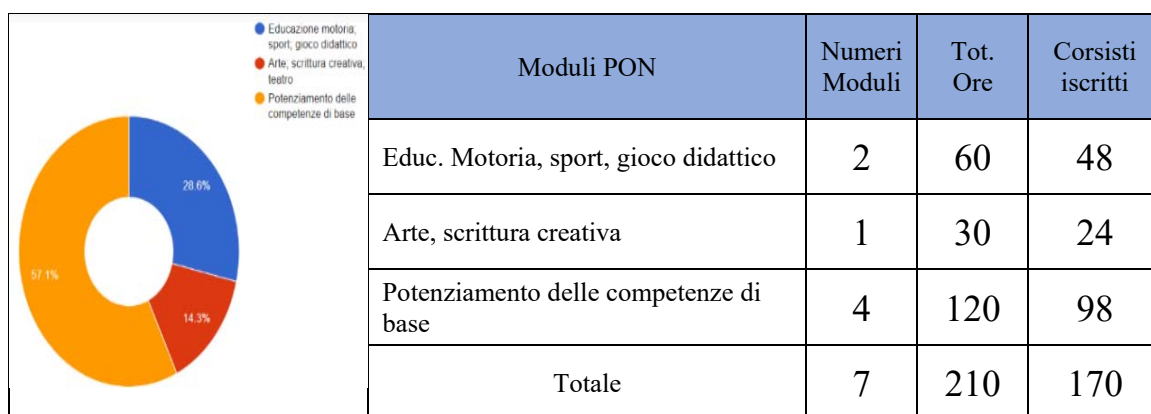 Educazione motoria;
sport; gioco didattico
Arte; scrittura creativa;
teatro
Potenziamento delle
competenze di base
28.6%
14.3%
57.1%
Moduli PON
Numeri
Moduli
Tot.
Ore
Corsisti
iscritti
Educ. Motoria, sport, gioco didattico
2
60
48
Arte, scrittura creativa
1
30
24
Potenziamento delle competenze di
base
4
120
98
Totale
7
210
170